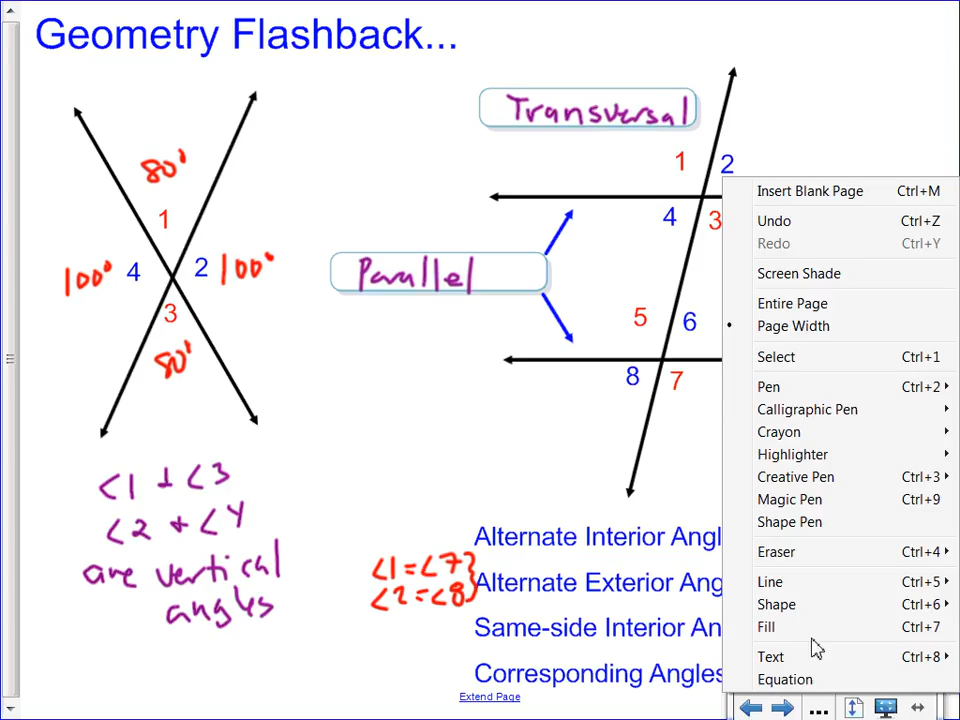 Geometry Flashback...
Transversal
1 2
4 3
Parallel
5 6
8 7
80°
1
100° 4 2 100°
3
80°
<1 + <3
<2 + <4
are vertical
angles
<1 = <7
<2 = <8
Alternate Interior Angl
Alternate Exterior Ang
Same-side Interior An
Corresponding Angles
Extend Page
Insert Blank Page Ctrl+M
Undo Ctrl+Z
Redo Ctrl+Y
Screen Shade
Entire Page
Page Width
Select Ctrl+1
Pen Ctrl+2
Calligraphic Pen
Crayon
Highlighter
Creative Pen Ctrl+3
Magic Pen Ctrl+9
Shape Pen
Eraser Ctrl+4
Line Ctrl+5
Shape Ctrl+6
Fill Ctrl+7
Text Ctrl+8
Equation